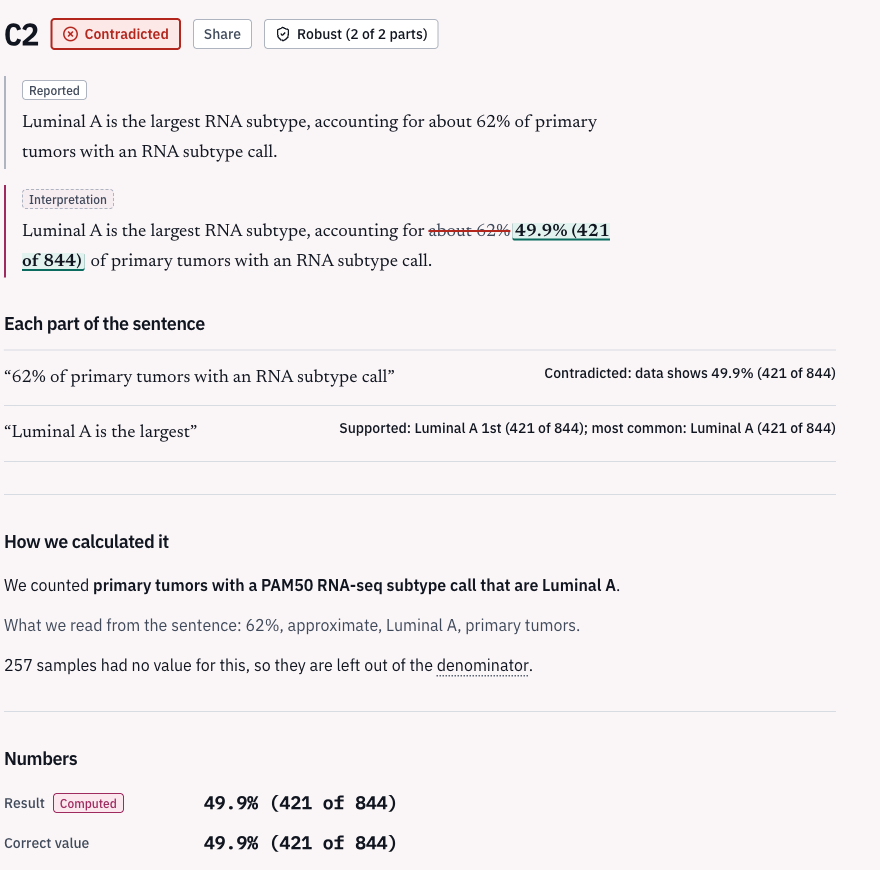 C2
Contradicted
Share
Robust (2 of 2 parts)
Reported
Luminal A is the largest RNA subtype, accounting for about 62% of primary
tumors with an RNA subtype call.
Interpretation
Luminal A is the largest RNA subtype, accounting for about 62% 49.9% (421
of 844) of primary tumors with an RNA subtype call.
Each part of the sentence
“62% of primary tumors with an RNA subtype call”
Contradicted: data shows 49.9% (421 of 844)
“Luminal A is the largest”
Supported: Luminal A 1st (421 of 844); most common: Luminal A (421 of 844)
How we calculated it
We counted primary tumors with a PAM50 RNA-seq subtype call that are Luminal A.
What we read from the sentence: 62%, approximate, Luminal A, primary tumors.
257 samples had no value for this, so they are left out of the denominator.
Numbers
Result Computed 49.9% (421 of 844)
Correct value 49.9% (421 of 844)